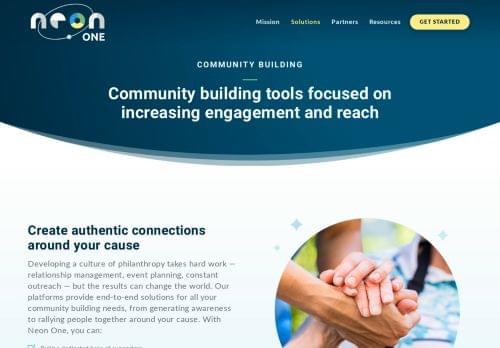 neon
ONE
Mission Solutions Partners Resources GET STARTED
COMMUNITY BUILDING
Community building tools focused on
increasing engagement and reach
Create authentic connections
around your cause
Developing a culture of philanthropy takes hard work —
relationship management, event planning, constant
outreach — but the results can change the world. Our
platforms provide end-to-end solutions for all your
community building needs, from generating awareness
to rallying people together around your cause. With
Neon One, you can: